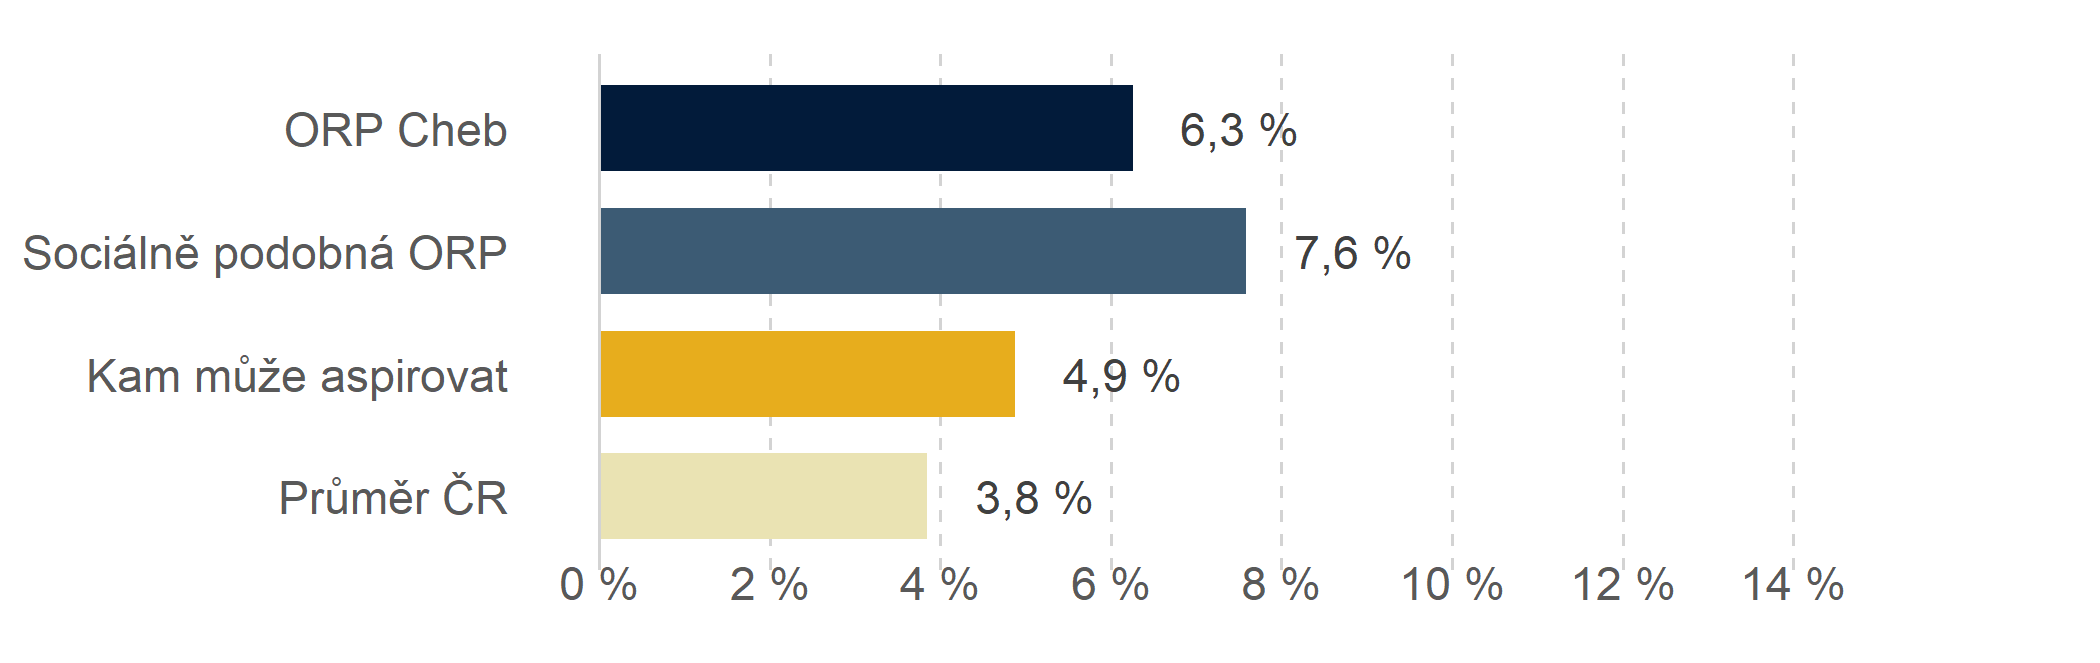 ORP Cheb
6,3 %
Sociálně podobná ORP
7,6 %
Kam může aspirovat
4,9 %
Průměr ČR
3,8 %
0 % 2 % 4 % 6 % 8 % 10 % 12 % 14 %